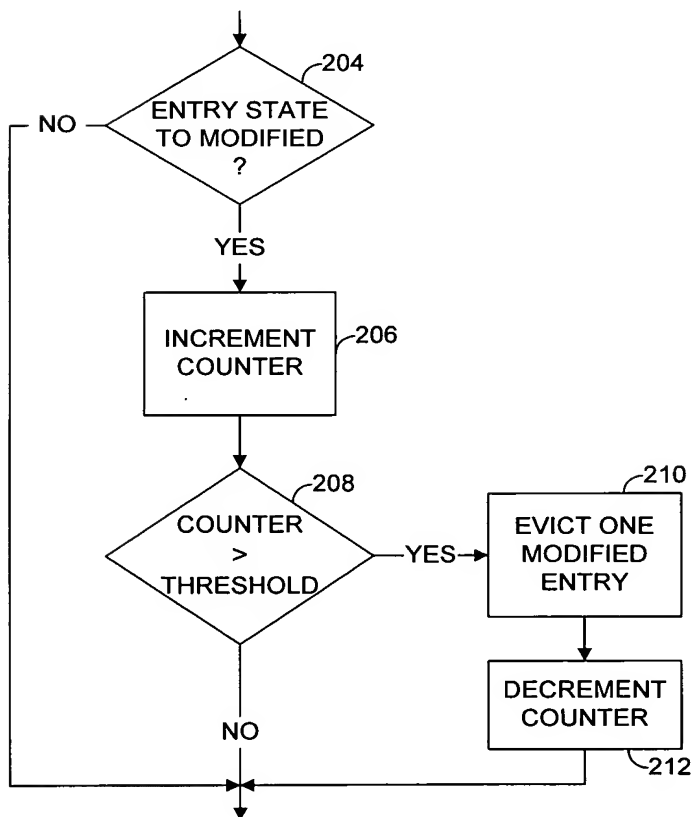 204
ENTRY STATE
TO MODIFIED
?
NO
YES
INCREMENT
COUNTER
206
208
COUNTER
>
THRESHOLD
YES
210
EVICT ONE
MODIFIED
ENTRY
DECREMENT
COUNTER
212
NO